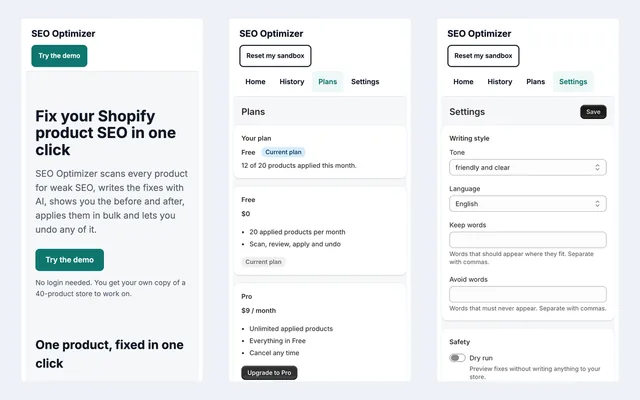 SEO Optimizer
Try the demo
Fix your Shopify
product SEO in one
click
SEO Optimizer scans every product
for weak SEO, writes the fixes with
AI, shows you the before and after,
applies them in bulk and lets you
undo any of it.
Try the demo
No login needed. You get your own copy of a
40-product store to work on.
One product, fixed in one
click
SEO Optimizer
Reset my sandbox
Home History Plans Settings
Plans
Your plan
Free Current plan
12 of 20 products applied this month.
Free
$0
• 20 applied products per month
• Scan, review, apply and undo
Current plan
Pro
$9 / month
• Unlimited applied products
• Everything in Free
• Cancel any time
Upgrade to Pro
SEO Optimizer
Reset my sandbox
Home History Plans Settings
Settings Save
Writing style
Tone
friendly and clear
Language
English
Keep words
Words that should appear where they fit. Separate
with commas.
Avoid words
Words that must never appear. Separate with commas.
Safety
Dry run
Preview fixes without writing anything to your
store.